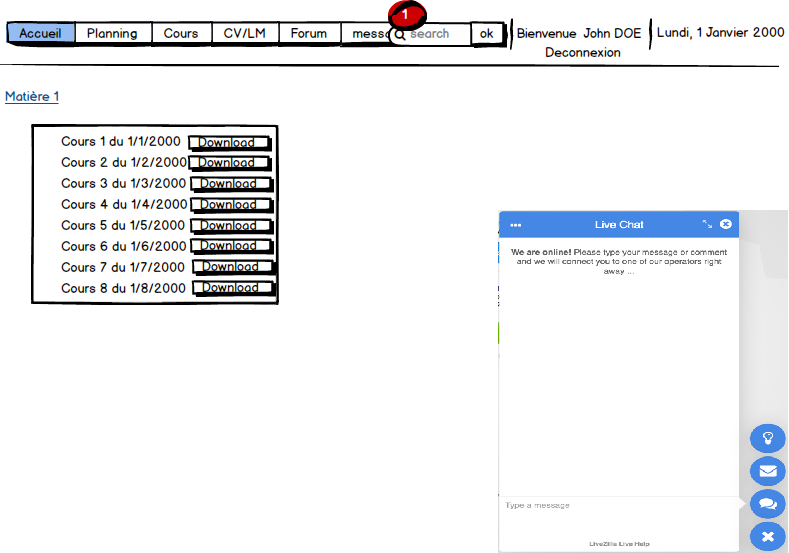 1
Accueil Planning Cours CV/LM Forum messa search ok Bienvenue John DOE Lundi, 1 Janvier 2000
Deconnexion
Matière 1
Cours 1 du 1/1/2000 Download
Cours 2 du 1/2/2000 Download
Cours 3 du 1/3/2000 Download
Cours 4 du 1/4/2000 Download
Cours 5 du 1/5/2000 Download
Cours 6 du 1/6/2000 Download
Cours 7 du 1/7/2000 Download
Cours 8 du 1/8/2000 Download
Live Chat
We are online! Please type your message or comment
and we will connect you to one of our operators right
away ...
Type a message
LiveZilla Live Help